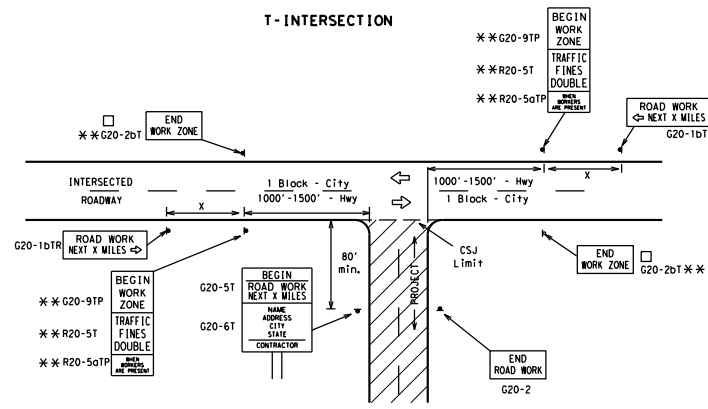 T-INTERSECTION
BEGIN
WORK
ZONE
TRAFFIC
FINES
DOUBLE
WHEN
WORKERS
ARE PRESENT
**G20-9TP
**R20-5T
**R20-5aTP
ROAD WORK
⇦ NEXT X MILES
G20-1bTL
END
WORK ZONE
□
**G20-2bT
INTERSECTED
ROADWAY
1 Block - City
1000'-1500' - Hwy
1000'-1500' - Hwy
1 Block - City
X
X
G20-1bTR
ROAD WORK
NEXT X MILES ⇨
80'
min.
CSJ
Limit
PROJECT
END
WORK ZONE
□
G20-2bT**
**G20-9TP
**R20-5T
**R20-5aTP
BEGIN
WORK
ZONE
TRAFFIC
FINES
DOUBLE
WHEN
WORKERS
ARE PRESENT
G20-5T
G20-6T
BEGIN
ROAD WORK
NEXT X MILES
NAME
ADDRESS
CITY
STATE
CONTRACTOR
END
ROAD WORK
G20-2